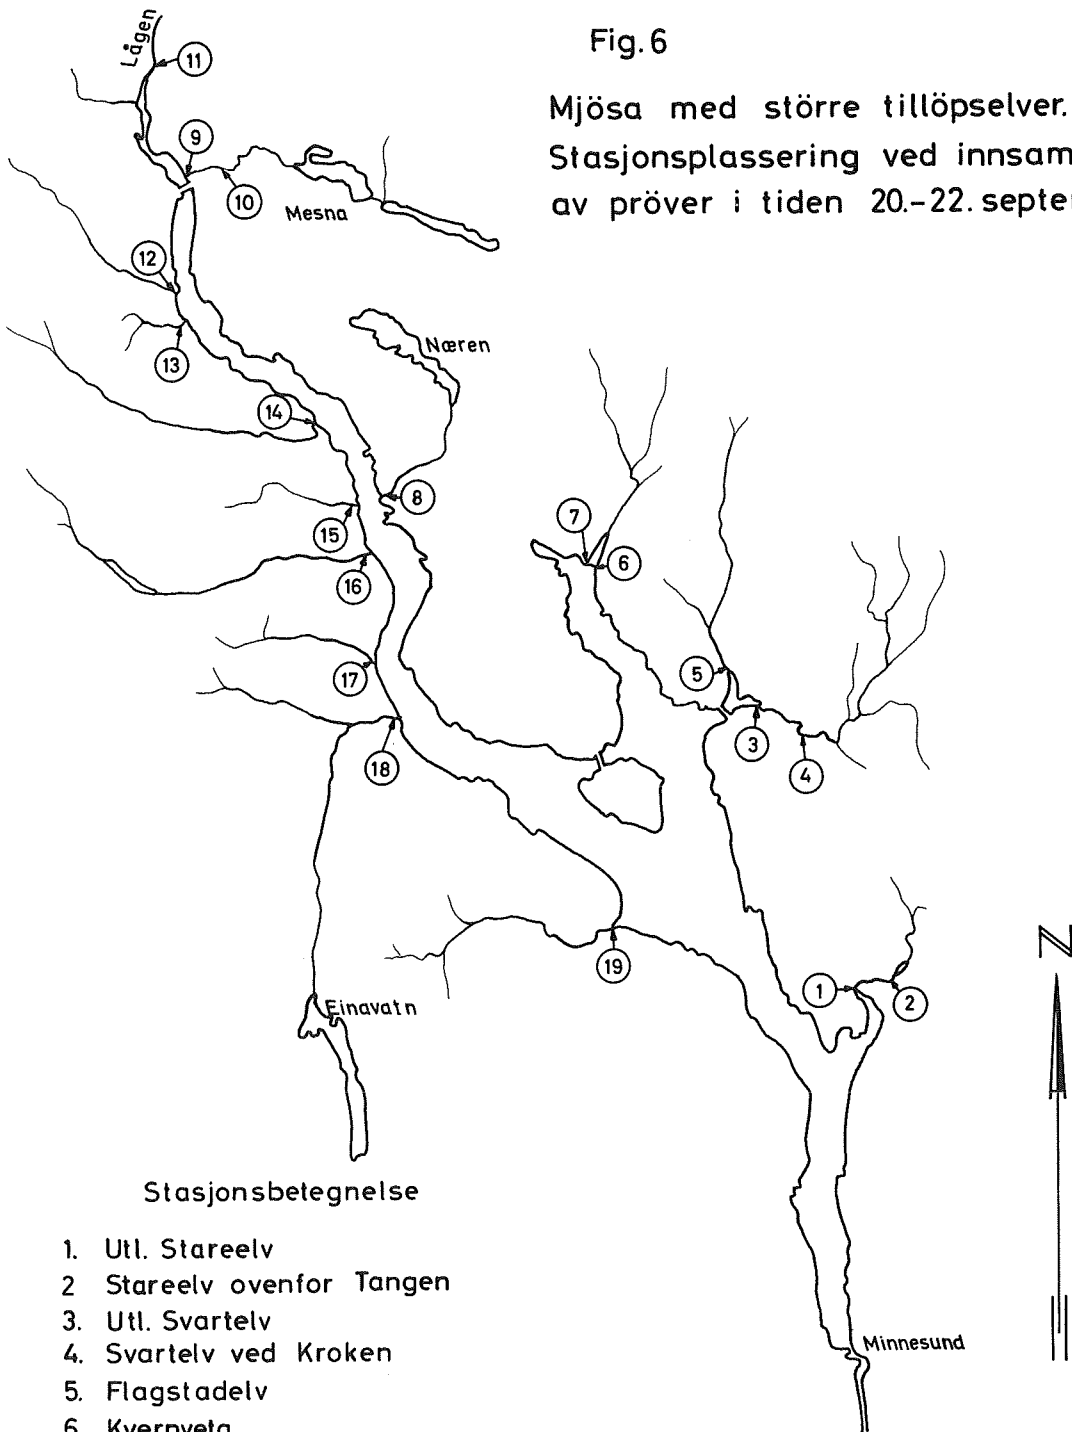 Fig. 6
Mjösa med större tillöpselver.
Stasjonsplassering ved
av pröver i tiden 20.-22.
Lågen
11
9
10
Mesna
12
13
Næren
14
8
15
16
7
6
17
5
3
4
18
19
1
2
N
Einavatn
Minnesund
Stasjonsbetegnelse
1. Utl. Stareelv
2 Stareelv ovenfor Tangen
3. Utl. Svartelv
4. Svartelv ved Kroken
5. Flagstadelv
6